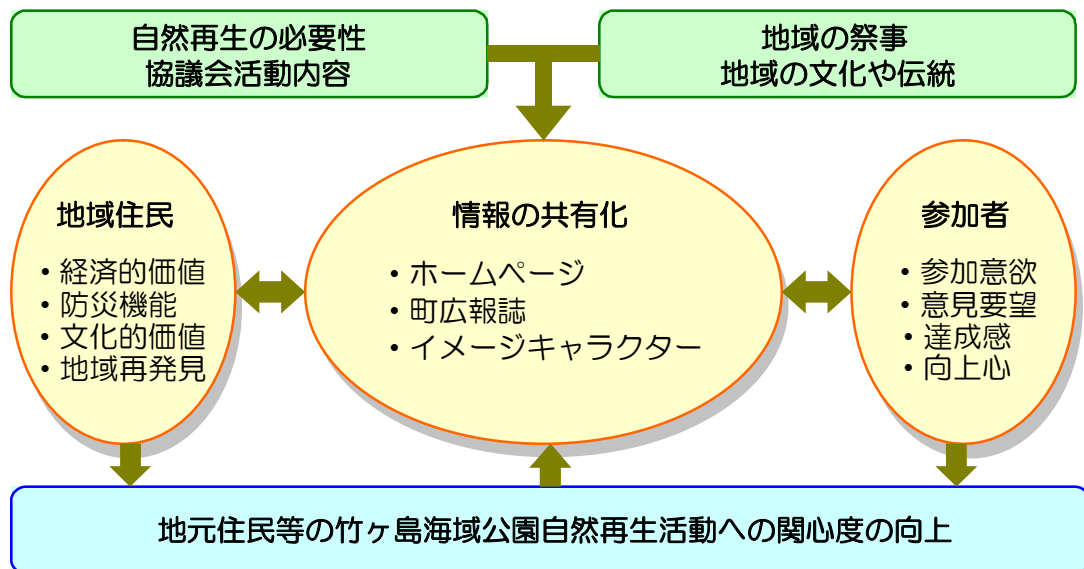 自然再生の必要性
協議会活動内容
地域の祭事
地域の文化や伝統
地域住民
・経済的価値
・防災機能
・文化的価値
・地域再発見
情報の共有化
・ホームページ
・町広報誌
・イメージキャラクター
参加者
・参加意欲
・意見要望
・達成感
・向上心
地元住民等の竹ヶ島海域公園自然再生活動への関心度の向上